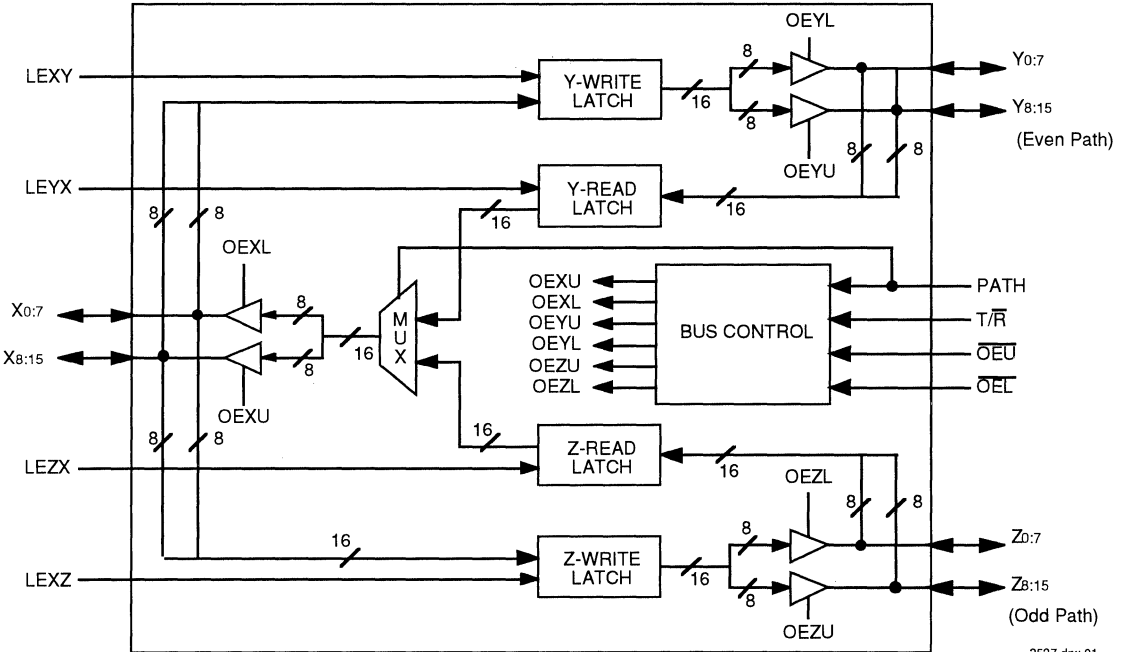 OEYL
LEXY
Y-WRITE
LATCH
16
8
8
Y0:7
Y8:15
(Even Path)
OEYU
8
8
LEYX
Y-READ
LATCH
16
16
8
8
OEXL
X0:7
X8:15
8
8
OEXU
16
MUX
OEXU
OEXL
OEYU
OEYL
OEZU
OEZL
BUS CONTROL
PATH
T/R̅
O̅E̅U̅
O̅E̅L̅
8
8
16
LEZX
Z-READ
LATCH
16
OEZL
8
8
16
LEXZ
Z-WRITE
LATCH
16
8
8
Z0:7
Z8:15
(Odd Path)
OEZU